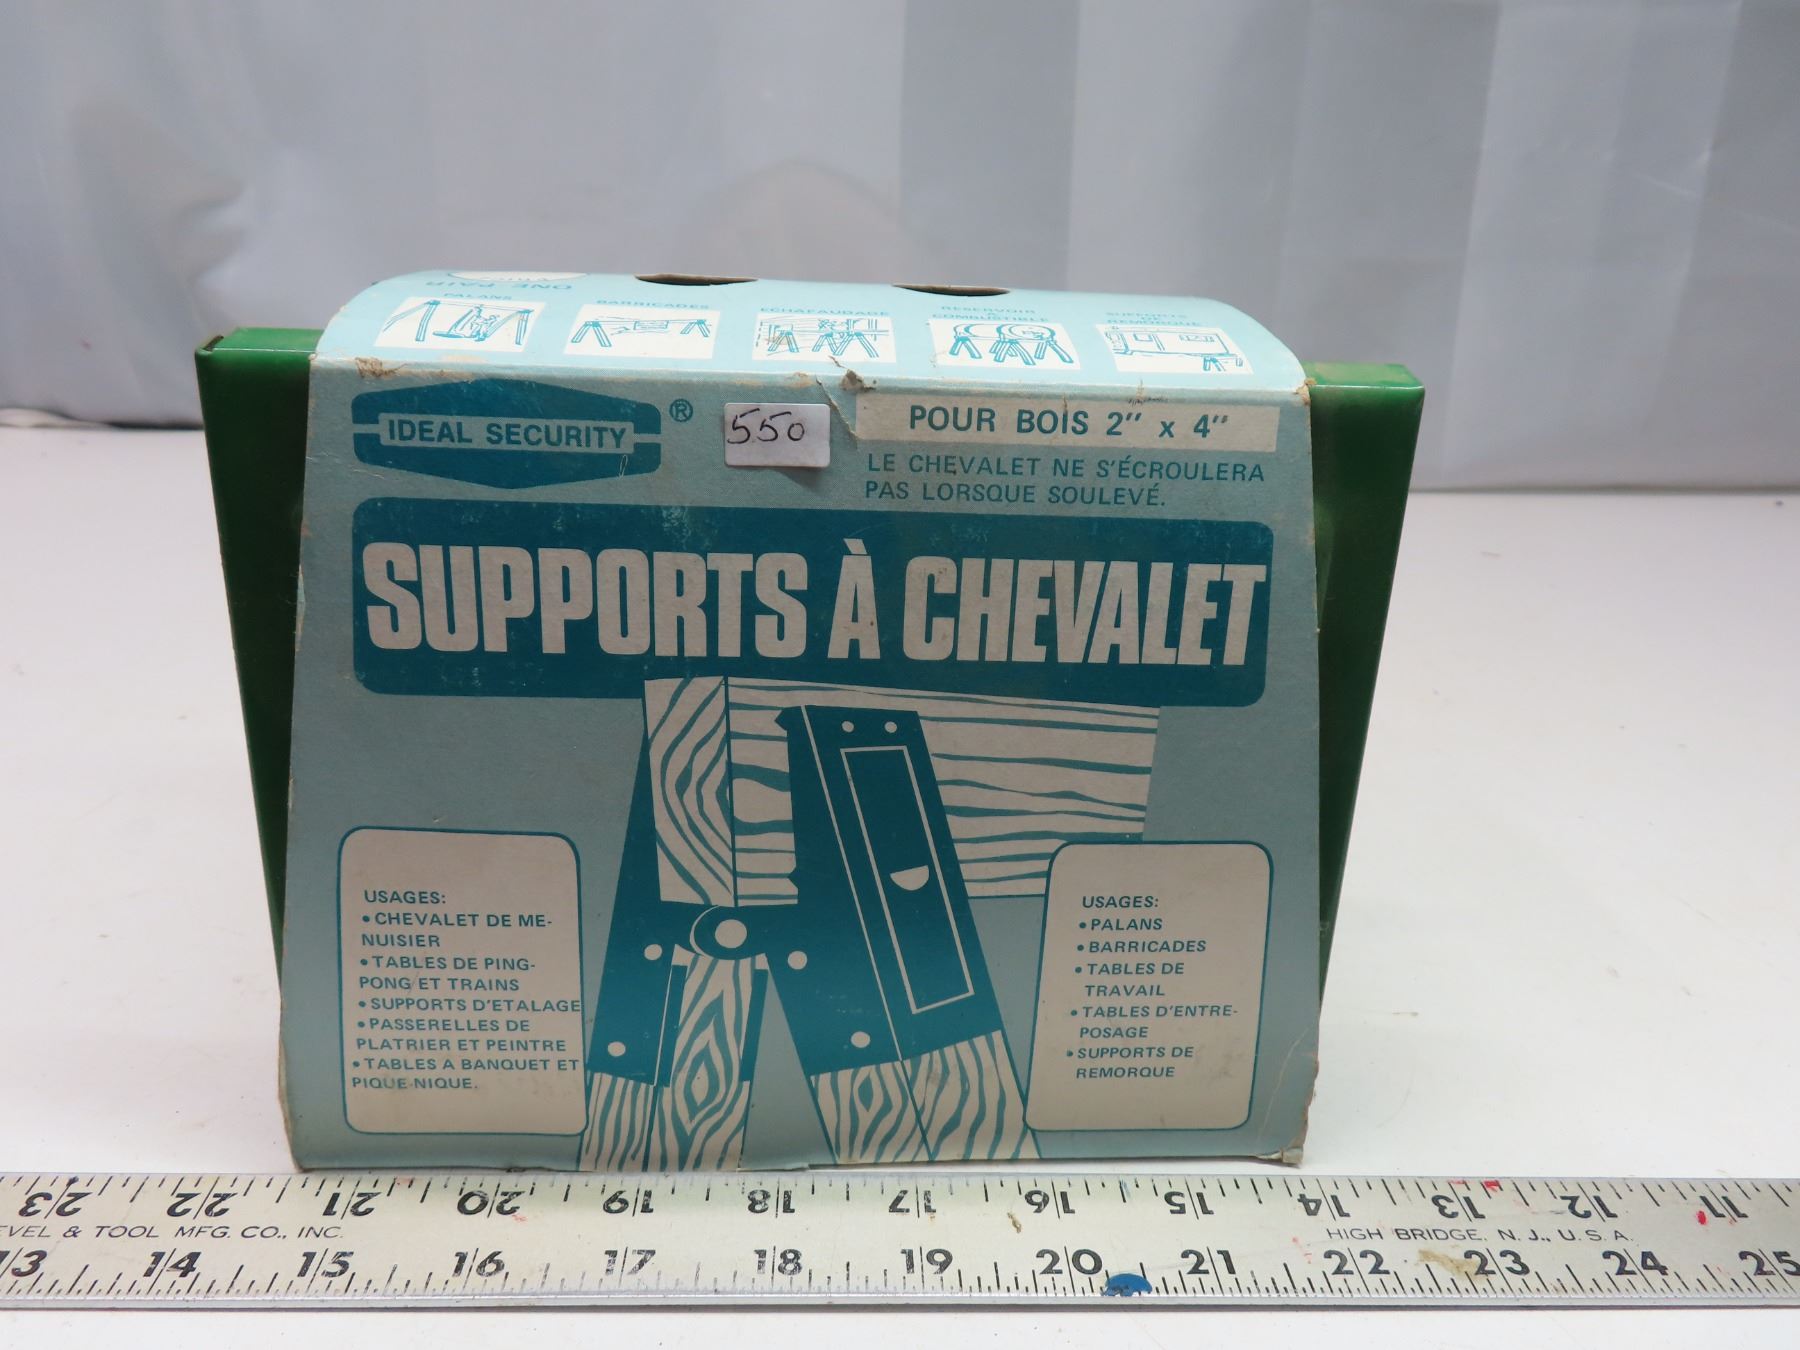 ONE PAIR
PALANS
BARRICADES
ECHAFAUDAGE
RESERVOIR
A
COMBUSTIBLE
SUPPORTS
DE
REMORQUE
IDEAL SECURITY ®
550
POUR BOIS 2" x 4"
LE CHEVALET NE S'ÉCROULERA
PAS LORSQUE SOULEVÉ.
SUPPORTS À CHEVALET
USAGES:
• CHEVALET DE ME-
NUISIER
• TABLES DE PING-
PONG ET TRAINS
• SUPPORTS D'ETALAGE
• PASSERELLES DE
PLATRIER ET PEINTRE
• TABLES A BANQUET ET
PIQUE-NIQUE.
USAGES:
• PALANS
• BARRICADES
• TABLES DE
TRAVAIL
• TABLES D'ENTRE-
POSAGE
• SUPPORTS DE
REMORQUE
23 22 21 20 19 18 17 16 15 14 13 12 11
EVEL & TOOL MFG. CO., INC. HIGH BRIDGE, N. J., U. S. A.
13 14 15 16 17 18 19 20 21 22 23 24 25